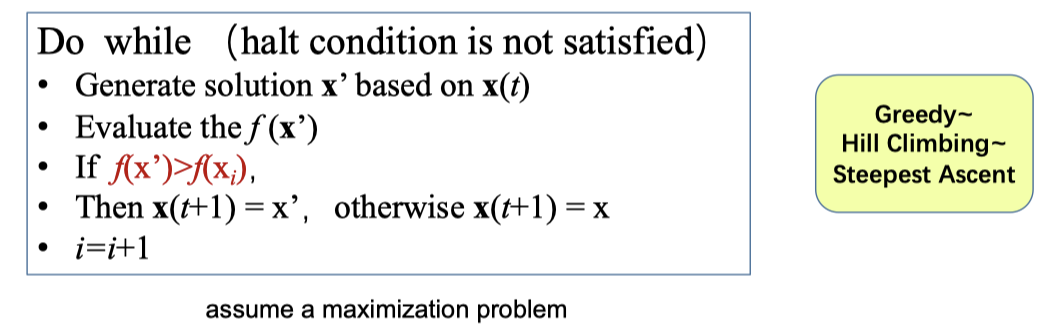 Do while （halt condition is not satisfied）
• Generate solution x’ based on x(t)
• Evaluate the f (x’)
• If f(x’)>f(xᵢ),
• Then x(t+1) = x’, otherwise x(t+1) = x
• i=i+1
Greedy~
Hill Climbing~
Steepest Ascent
assume a maximization problem